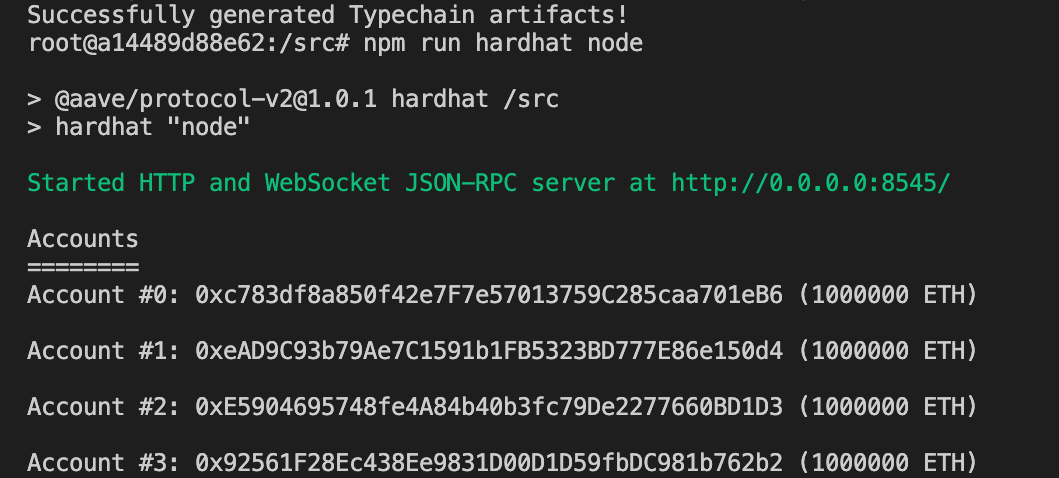 Successfully generated Typechain artifacts!
root@a14489d88e62:/src# npm run hardhat node
> @aave/protocol-v2@1.0.1 hardhat /src
> hardhat "node"
Started HTTP and WebSocket JSON-RPC server at http://0.0.0.0:8545/
Accounts
========
Account #0: 0xc783df8a850f42e7F7e57013759C285caa701eB6 (1000000 ETH)
Account #1: 0xeAD9C93b79Ae7C1591b1FB5323BD777E86e150d4 (1000000 ETH)
Account #2: 0xE5904695748fe4A84b40b3fc79De2277660BD1D3 (1000000 ETH)
Account #3: 0x92561F28Ec438Ee9831D00D1D59fbDC981b762b2 (1000000 ETH)